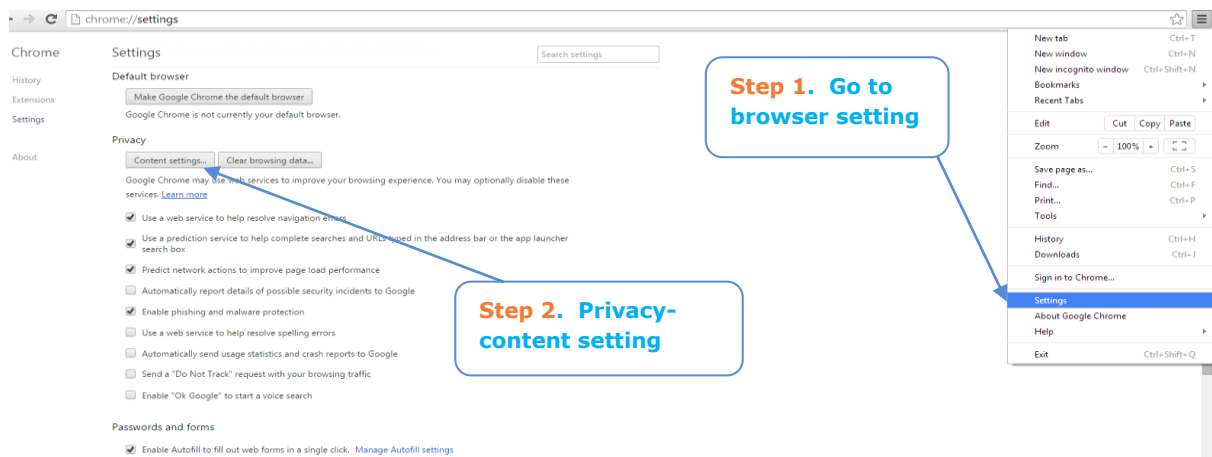 chrome://settings
Chrome
History
Extensions
Settings
About
Settings
Search settings
Default browser
Make Google Chrome the default browser
Google Chrome is not currently your default browser.
Privacy
Content settings... Clear browsing data...
Google Chrome may use web services to improve your browsing experience. You may optionally disable these
services. Learn more
Use a web service to help resolve navigation errors
Use a prediction service to help complete searches and URLs typed in the address bar or the app launcher
search box
Predict network actions to improve page load performance
Automatically report details of possible security incidents to Google
Enable phishing and malware protection
Use a web service to help resolve spelling errors
Automatically send usage statistics and crash reports to Google
Send a "Do Not Track" request with your browsing traffic
Enable "Ok Google" to start a voice search
Passwords and forms
Enable Autofill to fill out web forms in a single click. Manage Autofill settings
Step 1. Go to
browser setting
Step 2. Privacy-
content setting
New tab Ctrl+T
New window Ctrl+N
New incognito window Ctrl+Shift+N
Bookmarks
Recent Tabs
Edit Cut Copy Paste
Zoom - 100% +
Save page as... Ctrl+S
Find... Ctrl+F
Print... Ctrl+P
Tools
History Ctrl+H
Downloads Ctrl+J
Sign in to Chrome...
Settings
About Google Chrome
Help
Exit Ctrl+Shift+Q